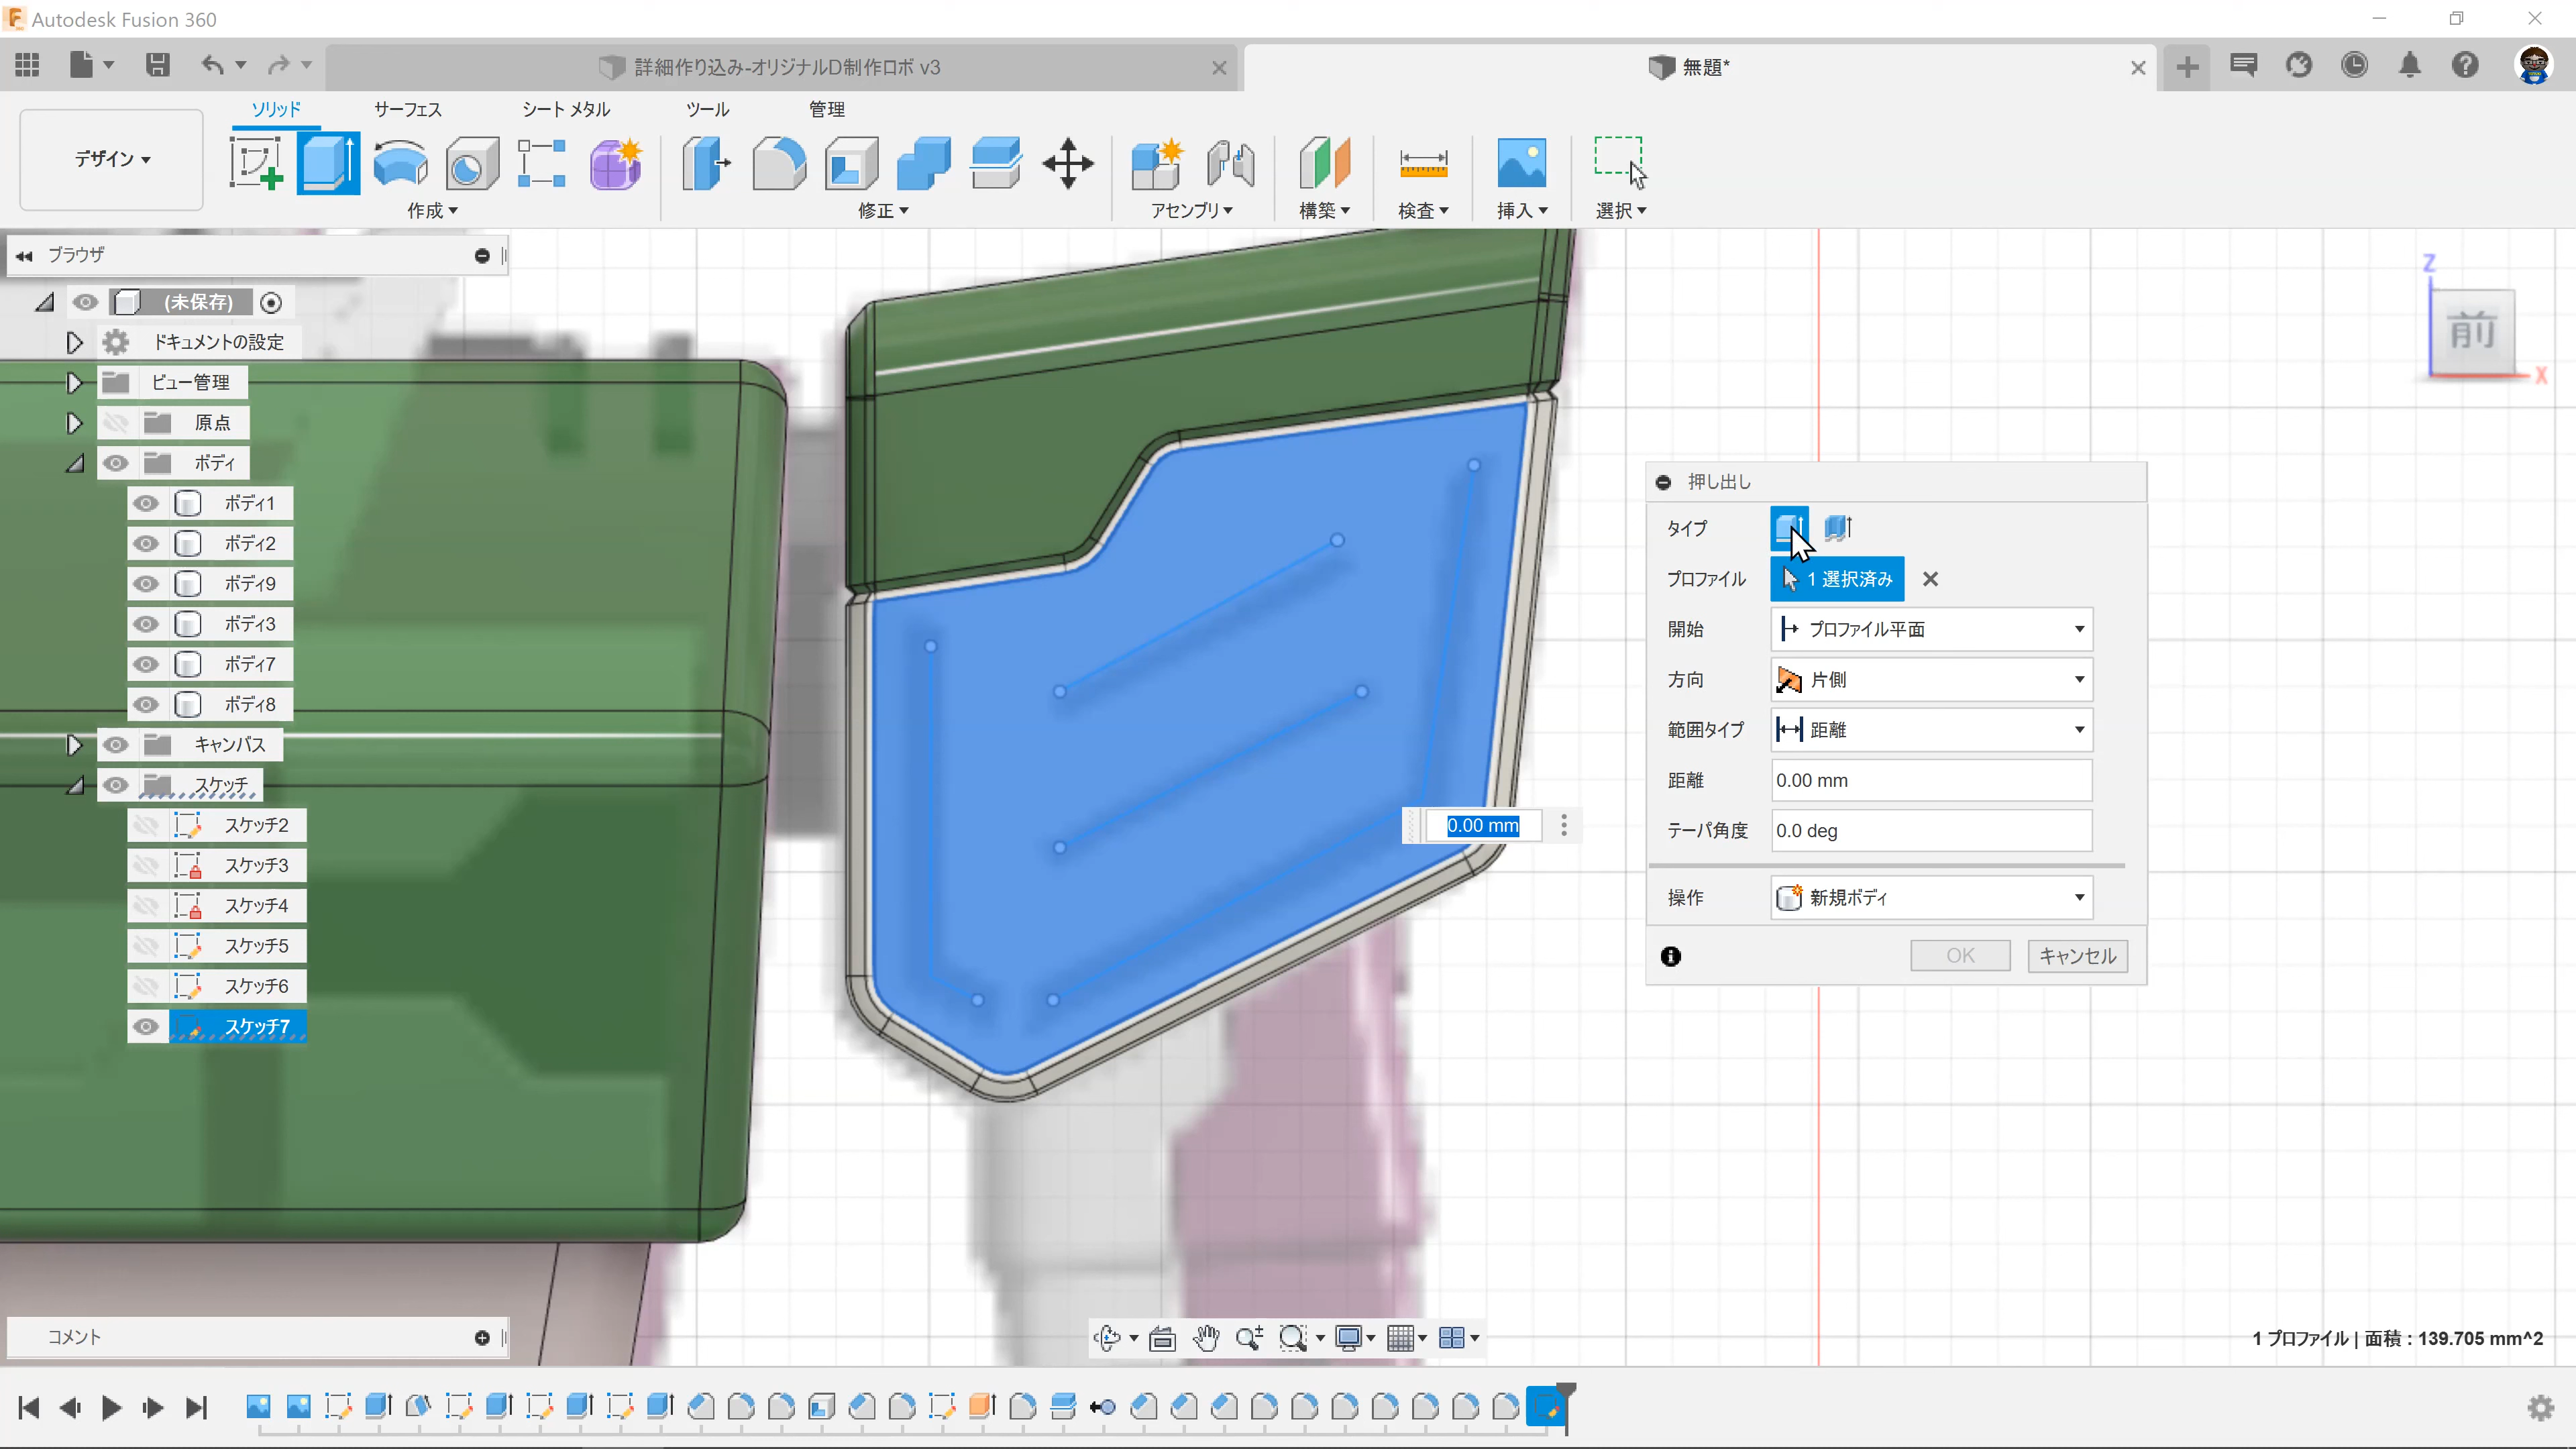 Autodesk Fusion 360
詳細作り込み-オリジナルD制作ロボ v3
無題*
デザイン
ソリッド
サーフェス
シート メタル
ツール
管理
作成
修正
アセンブリ
構築
検査
挿入
選択
ブラウザ
(未保存)
ドキュメントの設定
ビュー管理
原点
ボディ
ボディ1
ボディ2
ボディ9
ボディ3
ボディ7
ボディ8
キャンバス
スケッチ
スケッチ2
スケッチ3
スケッチ4
スケッチ5
スケッチ6
スケッチ7
Z
前
X
押し出し
タイプ
プロファイル
1 選択済み
開始
プロファイル平面
方向
片側
範囲タイプ
距離
距離
0.00 mm
テーパ角度
0.0 deg
操作
新規ボディ
OK
キャンセル
0.00 mm
コメント
1 プロファイル | 面積 : 139.705 mm^2